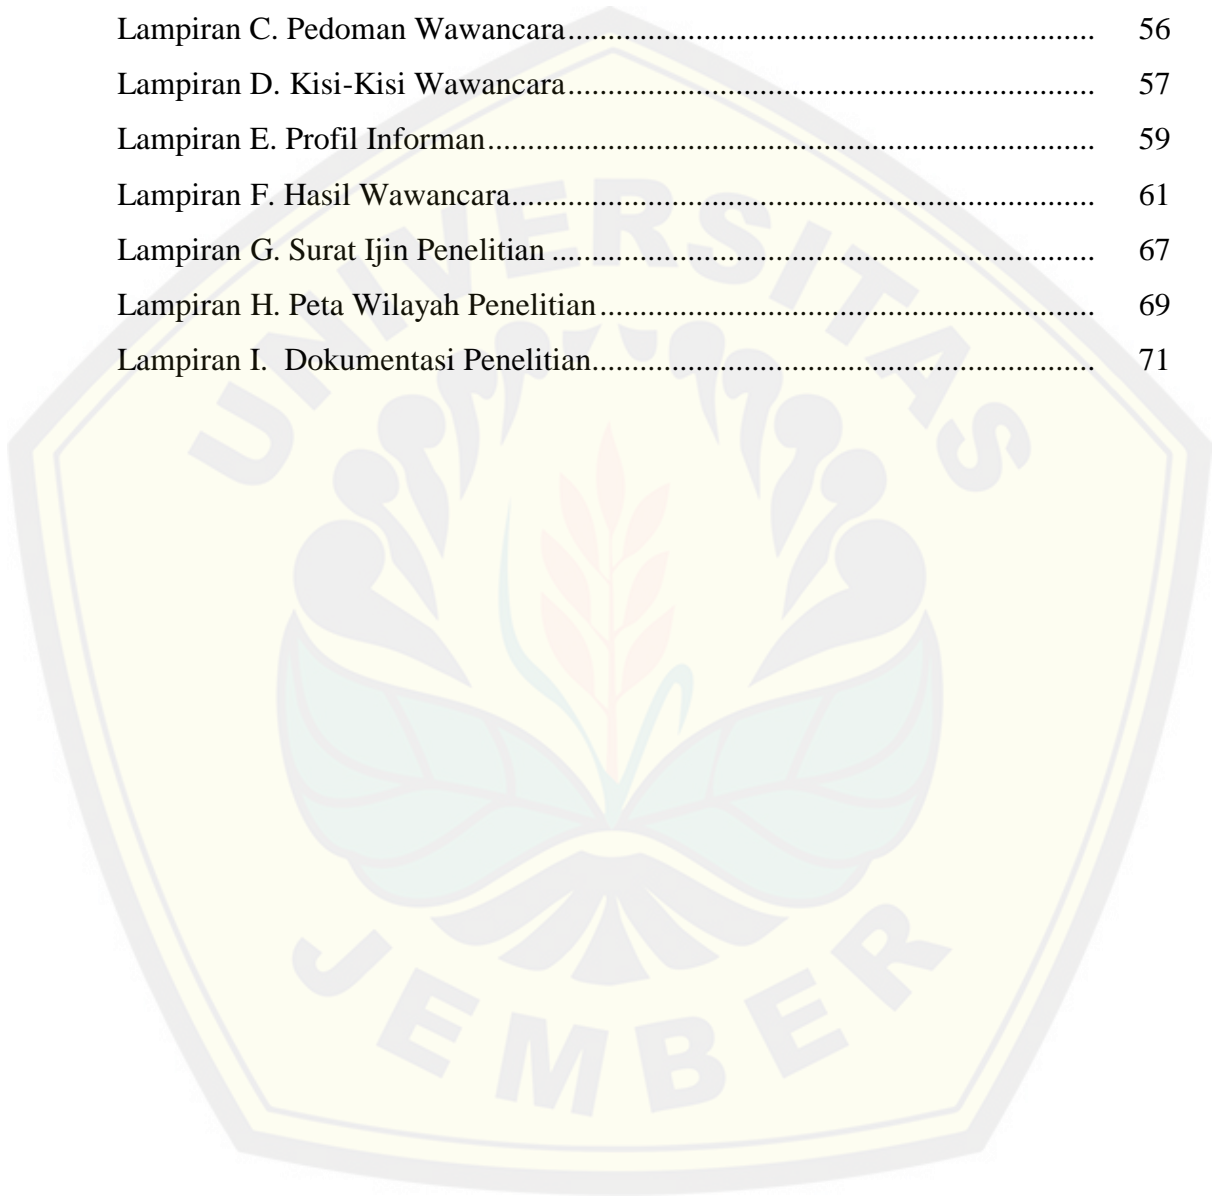 Lampiran C. Pedoman Wawancara................................................................. 56
Lampiran D. Kisi-Kisi Wawancara................................................................. 57
Lampiran E. Profil Informan........................................................................... 59
Lampiran F. Hasil Wawancara........................................................................ 61
Lampiran G. Surat Ijin Penelitian ................................................................... 67
Lampiran H. Peta Wilayah Penelitian............................................................. 69
Lampiran I.  Dokumentasi Penelitian.............................................................. 71
UNIVERSITAS
JEMBER